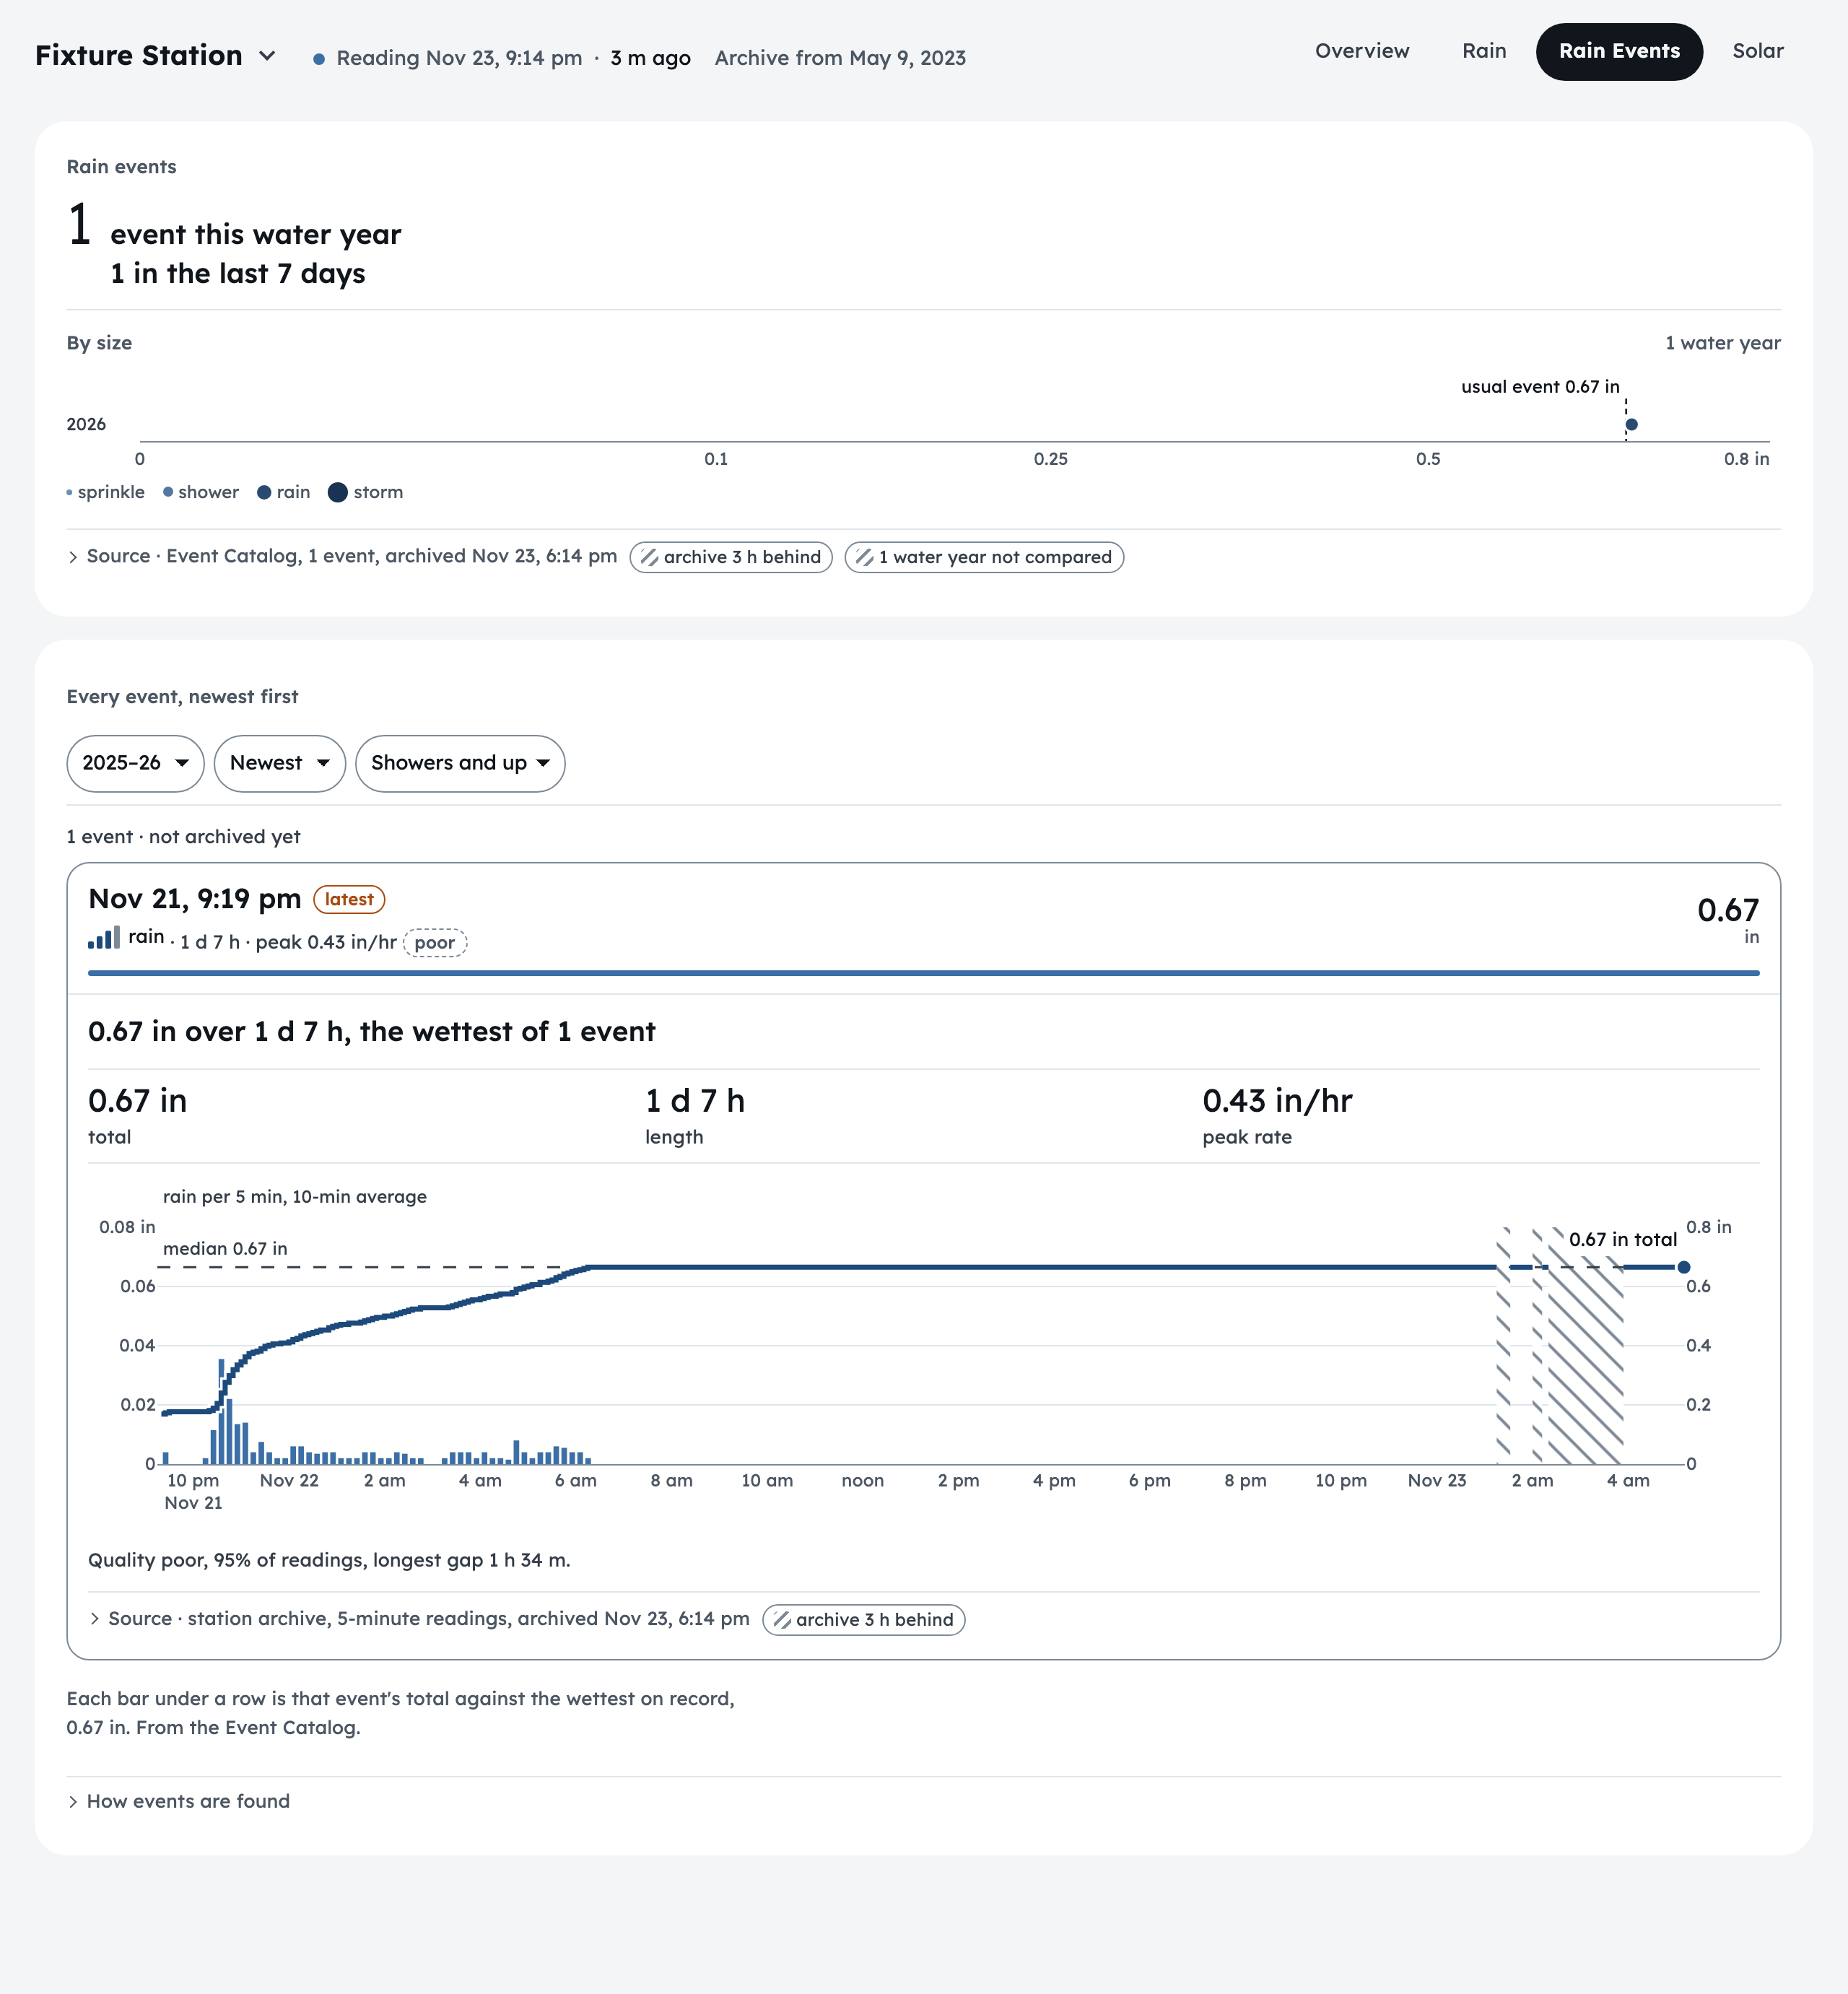 Fixture Station
Reading Nov 23, 9:14 pm · 3 m ago Archive from May 9, 2023
Overview Rain Rain Events Solar
Rain events
1 event this water year
1 in the last 7 days
By size 1 water year
usual event 0.67 in
2026
0 0.1 0.25 0.5 0.8 in
sprinkle shower rain storm
Source · Event Catalog, 1 event, archived Nov 23, 6:14 pm archive 3 h behind 1 water year not compared
Every event, newest first
2025–26 Newest Showers and up
1 event · not archived yet
Nov 21, 9:19 pm latest
0.67
rain · 1 d 7 h · peak 0.43 in/hr poor
in
0.67 in over 1 d 7 h, the wettest of 1 event
0.67 in 1 d 7 h 0.43 in/hr
total length peak rate
rain per 5 min, 10-min average
0.08 in 0.8 in
median 0.67 in 0.67 in total
0.06 0.6
0.04 0.4
0.02 0.2
0 0
10 pm Nov 22 2 am 4 am 6 am 8 am 10 am noon 2 pm 4 pm 6 pm 8 pm 10 pm Nov 23 2 am 4 am
Nov 21
Quality poor, 95% of readings, longest gap 1 h 34 m.
Source · station archive, 5-minute readings, archived Nov 23, 6:14 pm archive 3 h behind
Each bar under a row is that event's total against the wettest on record,
0.67 in. From the Event Catalog.
How events are found